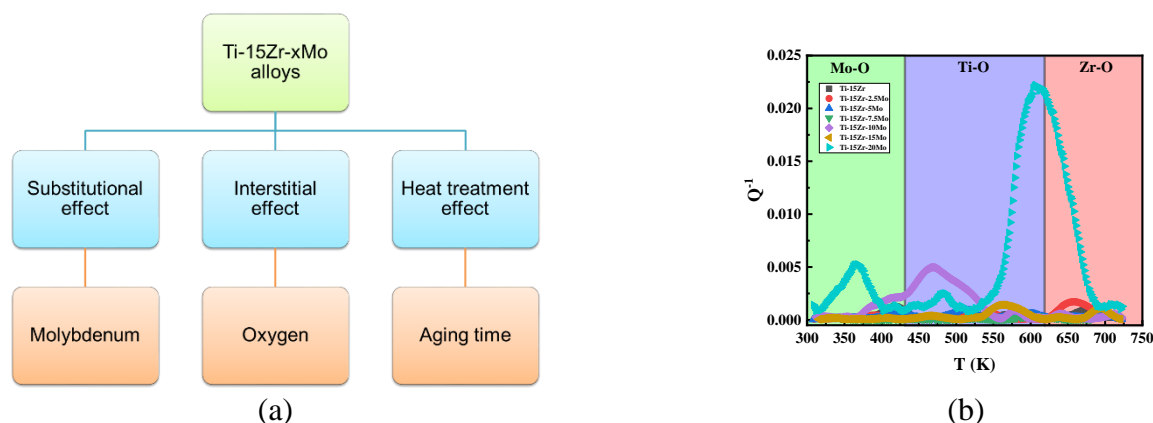 Ti-15Zr-xMo
alloys
Substitutional
effect
Interstitial
effect
Heat treatment
effect
Molybdenum
Oxygen
Aging time
(a)
Mo-O
Ti-O
Zr-O
Ti-15Zr
Ti-15Zr-2.5Mo
Ti-15Zr-5Mo
Ti-15Zr-7.5Mo
Ti-15Zr-10Mo
Ti-15Zr-15Mo
Ti-15Zr-20Mo
Q⁻¹
0.025
0.020
0.015
0.010
0.005
0.000
300 350 400 450 500 550 600 650 700 750
T (K)
(b)